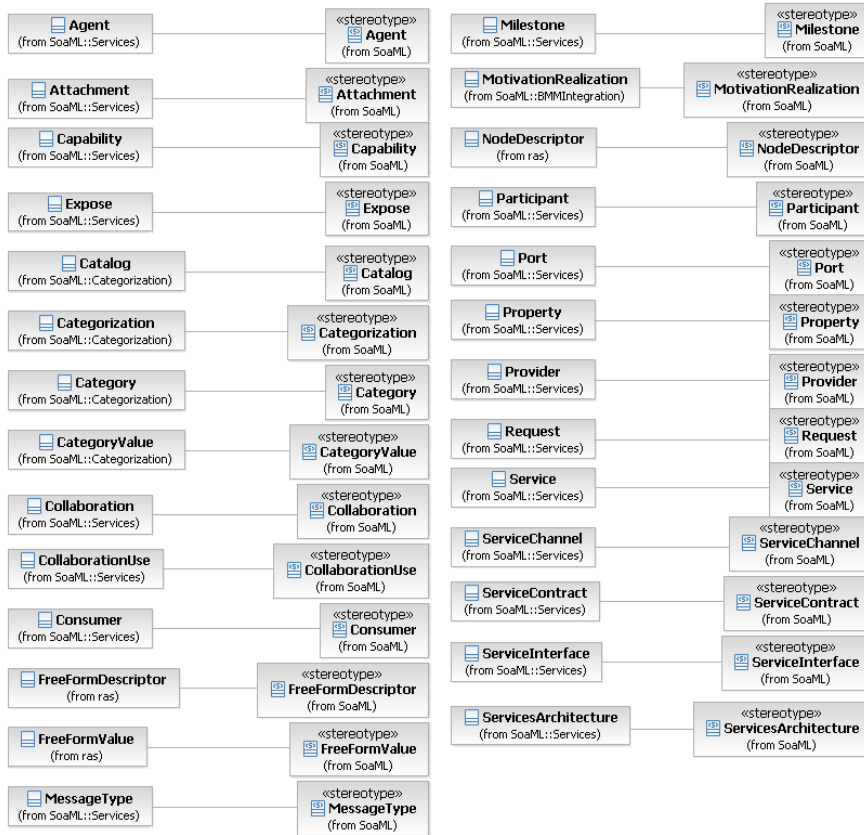 Agent
(from SoaML::Services)
«stereotype»
Agent
(from SoaML)
Attachment
(from SoaML::Services)
«stereotype»
Attachment
(from SoaML)
Capability
(from SoaML::Services)
«stereotype»
Capability
(from SoaML)
Expose
(from SoaML::Services)
«stereotype»
Expose
(from SoaML)
Catalog
(from SoaML::Categorization)
«stereotype»
Catalog
(from SoaML)
Categorization
(from SoaML::Categorization)
«stereotype»
Categorization
(from SoaML)
Category
(from SoaML::Categorization)
«stereotype»
Category
(from SoaML)
CategoryValue
(from SoaML::Categorization)
«stereotype»
CategoryValue
(from SoaML)
Collaboration
(from SoaML::Services)
«stereotype»
Collaboration
(from SoaML)
CollaborationUse
(from SoaML::Services)
«stereotype»
CollaborationUse
(from SoaML)
Consumer
(from SoaML::Services)
«stereotype»
Consumer
(from SoaML)
FreeFormDescriptor
(from ras)
«stereotype»
FreeFormDescriptor
(from SoaML)
FreeFormValue
(from ras)
«stereotype»
FreeFormValue
(from SoaML)
MessageType
(from SoaML::Services)
«stereotype»
MessageType
(from SoaML)
Milestone
(from SoaML::Services)
«stereotype»
Milestone
(from SoaML)
MotivationRealization
(from SoaML::BMMIntegration)
«stereotype»
MotivationRealization
(from SoaML)
NodeDescriptor
(from ras)
«stereotype»
NodeDescriptor
(from SoaML)
Participant
(from SoaML::Services)
«stereotype»
Participant
(from SoaML)
Port
(from SoaML::Services)
«stereotype»
Port
(from SoaML)
Property
(from SoaML::Services)
«stereotype»
Property
(from SoaML)
Provider
(from SoaML::Services)
«stereotype»
Provider
(from SoaML)
Request
(from SoaML::Services)
«stereotype»
Request
(from SoaML)
Service
(from SoaML::Services)
«stereotype»
Service
(from SoaML)
ServiceChannel
(from SoaML::Services)
«stereotype»
ServiceChannel
(from SoaML)
ServiceContract
(from SoaML::Services)
«stereotype»
ServiceContract
(from SoaML)
ServiceInterface
(from SoaML::Services)
«stereotype»
ServiceInterface
(from SoaML)
ServicesArchitecture
(from SoaML::Services)
«stereotype»
ServicesArchitecture
(from SoaML)